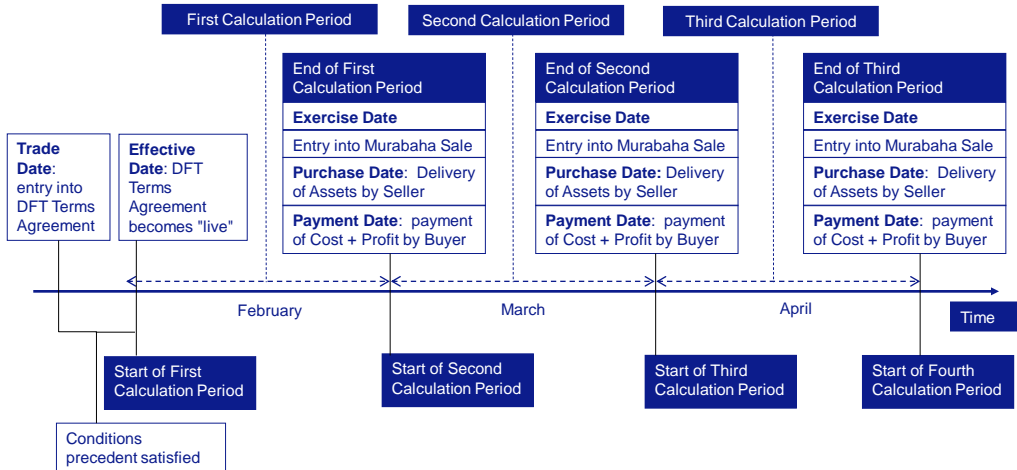 First Calculation Period
Second Calculation Period
Third Calculation Period
End of First
Calculation Period
Exercise Date
Entry into Murabaha Sale
Purchase Date: Delivery
of Assets by Seller
Payment Date: payment
of Cost + Profit by Buyer
End of Second
Calculation Period
Exercise Date
Entry into Murabaha Sale
Purchase Date: Delivery
of Assets by Seller
Payment Date: payment
of Cost + Profit by Buyer
End of Third
Calculation Period
Exercise Date
Entry into Murabaha Sale
Purchase Date: Delivery
of Assets by Seller
Payment Date: payment
of Cost + Profit by Buyer
Trade
Date:
entry into
DFT Terms
Agreement
Effective
Date: DFT
Terms
Agreement
becomes "live"
February
March
April
Time
Start of First
Calculation Period
Start of Second
Calculation Period
Start of Third
Calculation Period
Start of Fourth
Calculation Period
Conditions
precedent satisfied